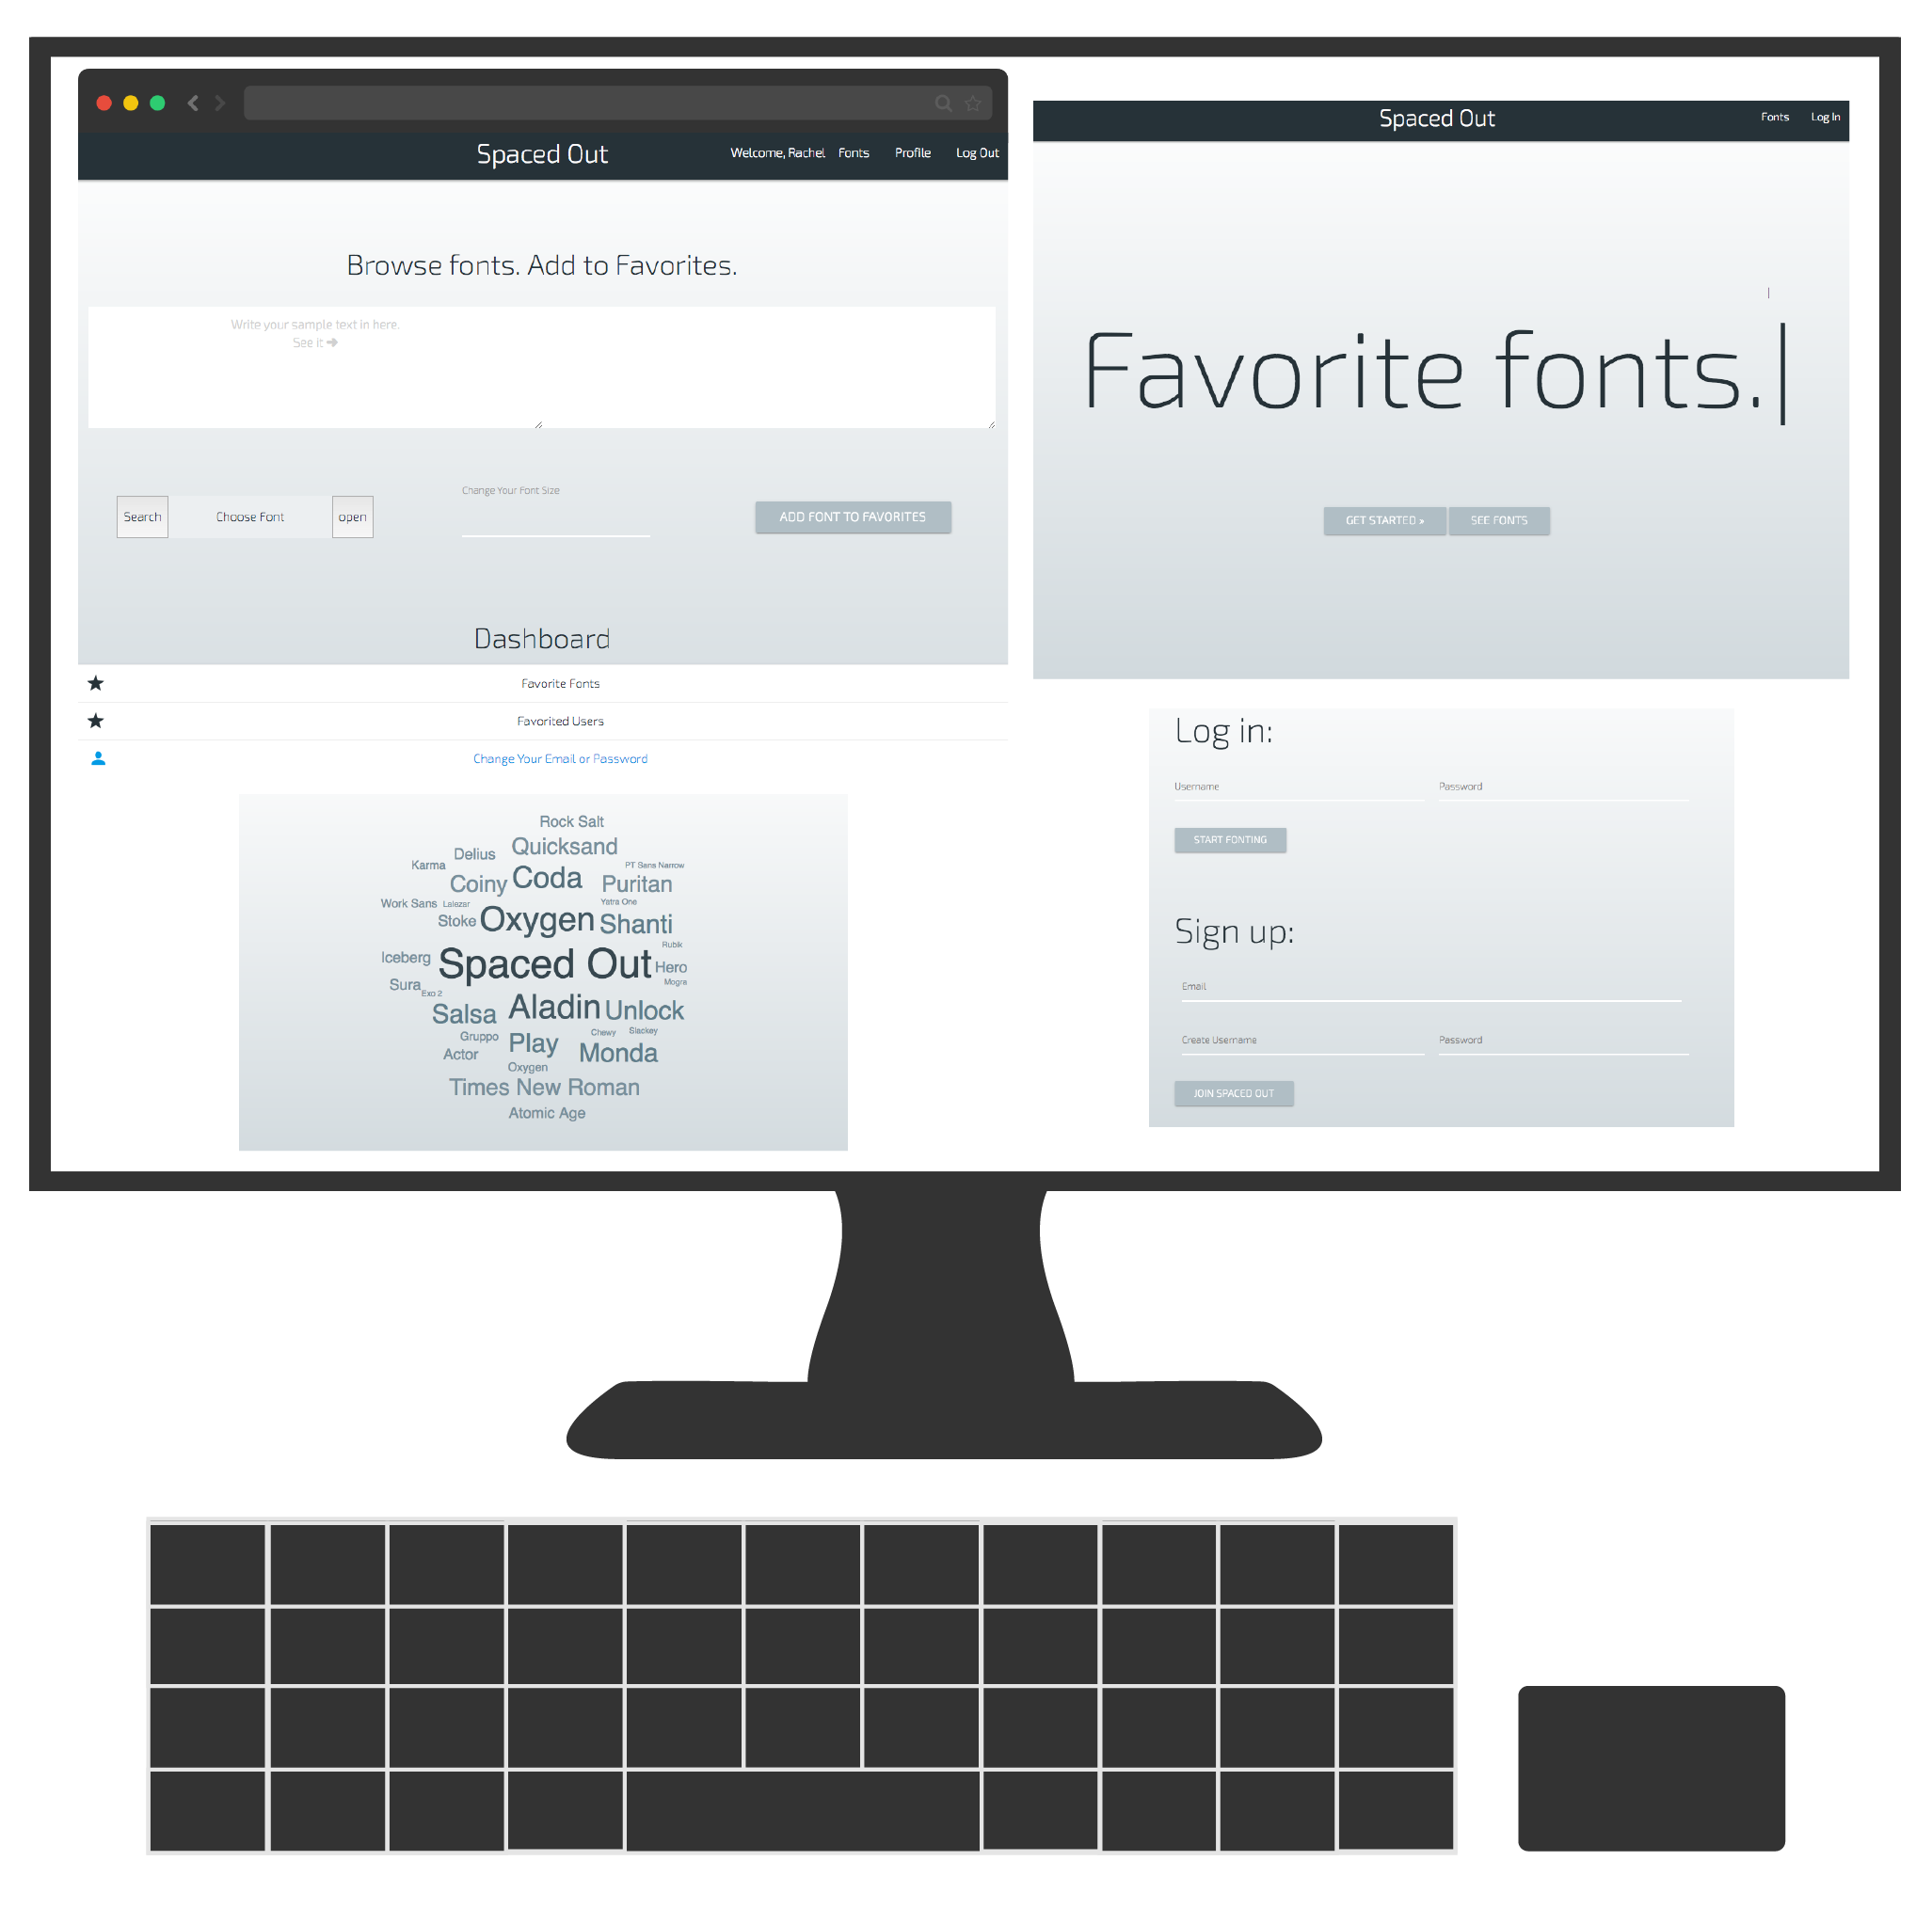 Spaced Out
Welcome, Rachel Fonts Profile Log Out
Browse fonts. Add to Favorites.
Write your sample text in here.
See it ➜
Change Your Font Size
Search Choose Font open
ADD FONT TO FAVORITES
Dashboard
Favorite Fonts
Favorited Users
Change Your Email or Password
Rock Salt
Quicksand
Delius
Karma
PT Sans Narrow
Coiny Coda Puritan
Work Sans Lalezar Yatra One
Stoke Oxygen Shanti
Rubik
Iceberg Spaced Out Hero
Sura Exo 2 Mogra
Salsa Aladin Unlock
Gruppo Play Chewy Slackey
Actor Monda
Oxygen
Times New Roman
Atomic Age
Spaced Out
Fonts Log In
Favorite fonts.|
GET STARTED » SEE FONTS
Log in:
Username Password
START FONTING
Sign up:
Email
Create Username Password
JOIN SPACED OUT